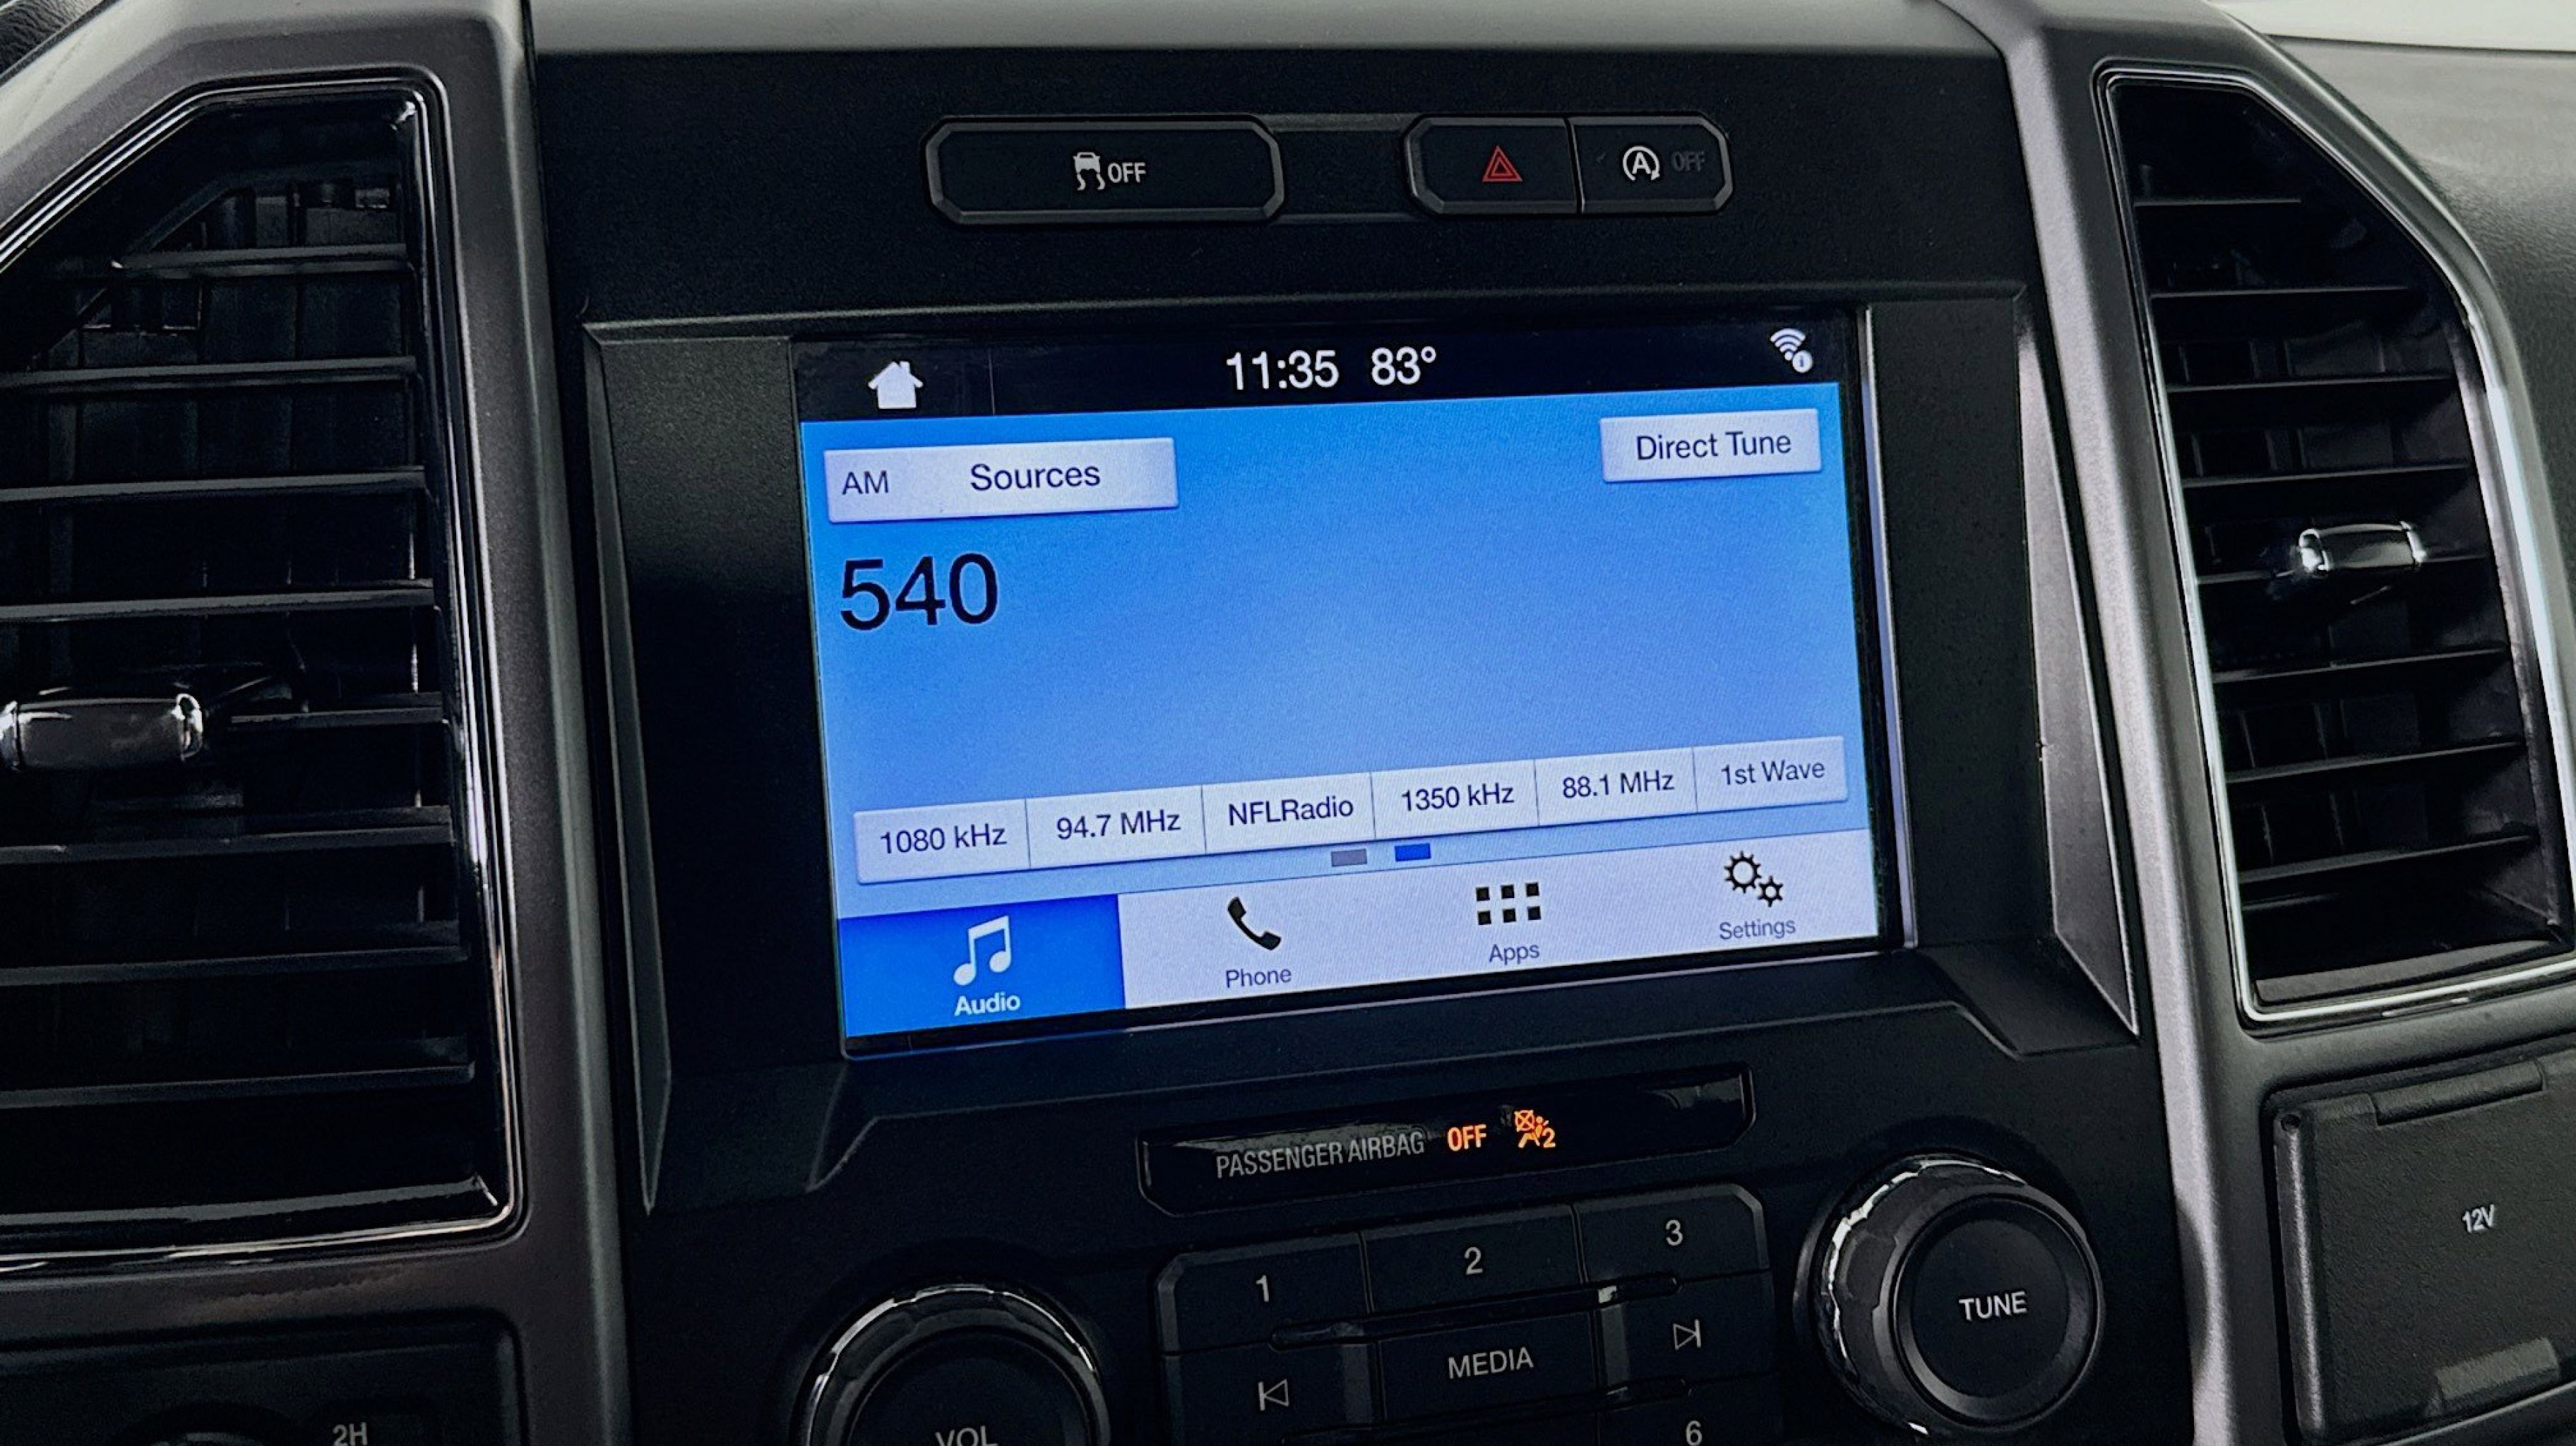 OFF
A OFF
11:35 83°
AM Sources
Direct Tune
540
1080 kHz 94.7 MHz NFLRadio 1350 kHz 88.1 MHz 1st Wave
Audio Phone Apps Settings
PASSENGER AIRBAG OFF 2
1 2 3
MEDIA
TUNE
12V
VOL
6
2H